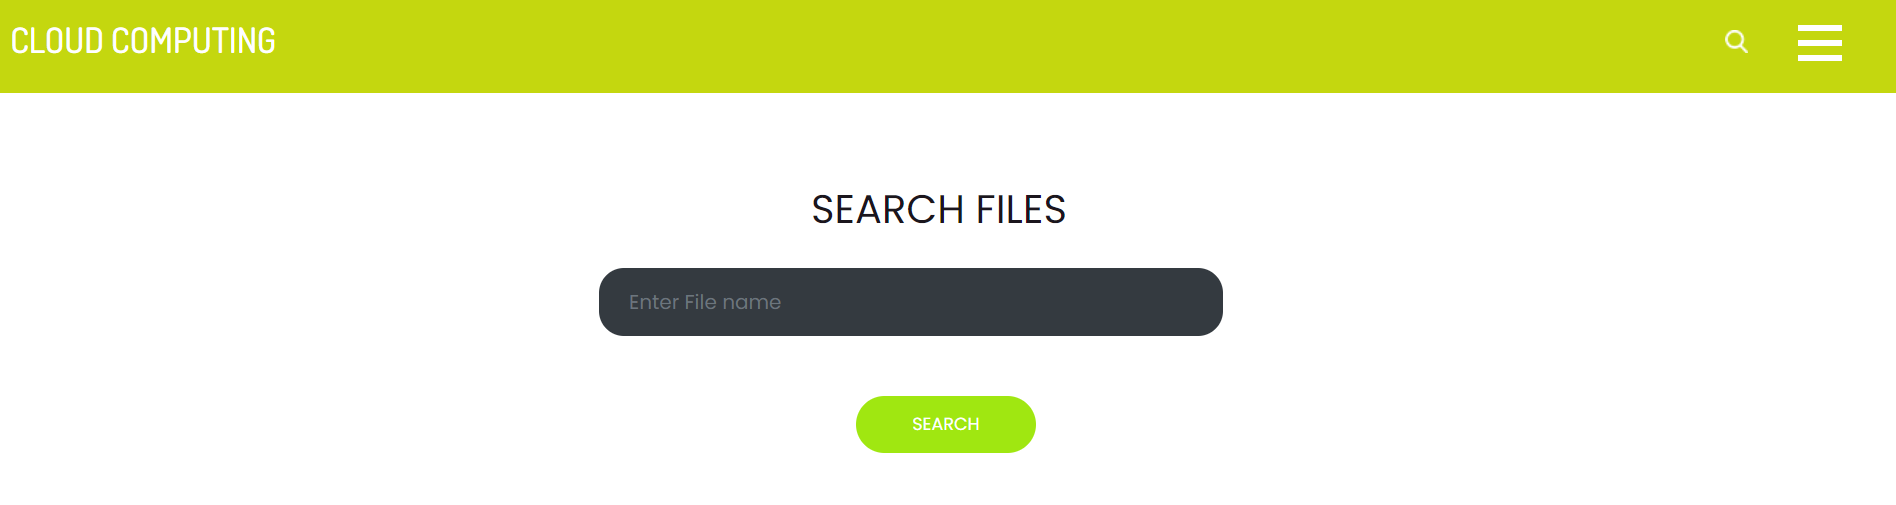 CLOUD COMPUTING
SEARCH FILES
Enter File name
SEARCH